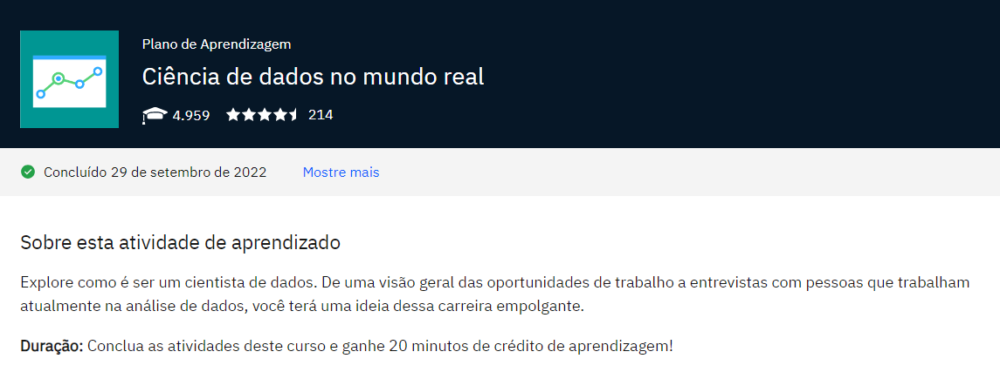 Plano de Aprendizagem
Ciência de dados no mundo real
4.959 214
Concluído 29 de setembro de 2022 Mostre mais
Sobre esta atividade de aprendizado
Explore como é ser um cientista de dados. De uma visão geral das oportunidades de trabalho a entrevistas com pessoas que trabalham
atualmente na análise de dados, você terá uma ideia dessa carreira empolgante.
Duração: Conclua as atividades deste curso e ganhe 20 minutos de crédito de aprendizagem!